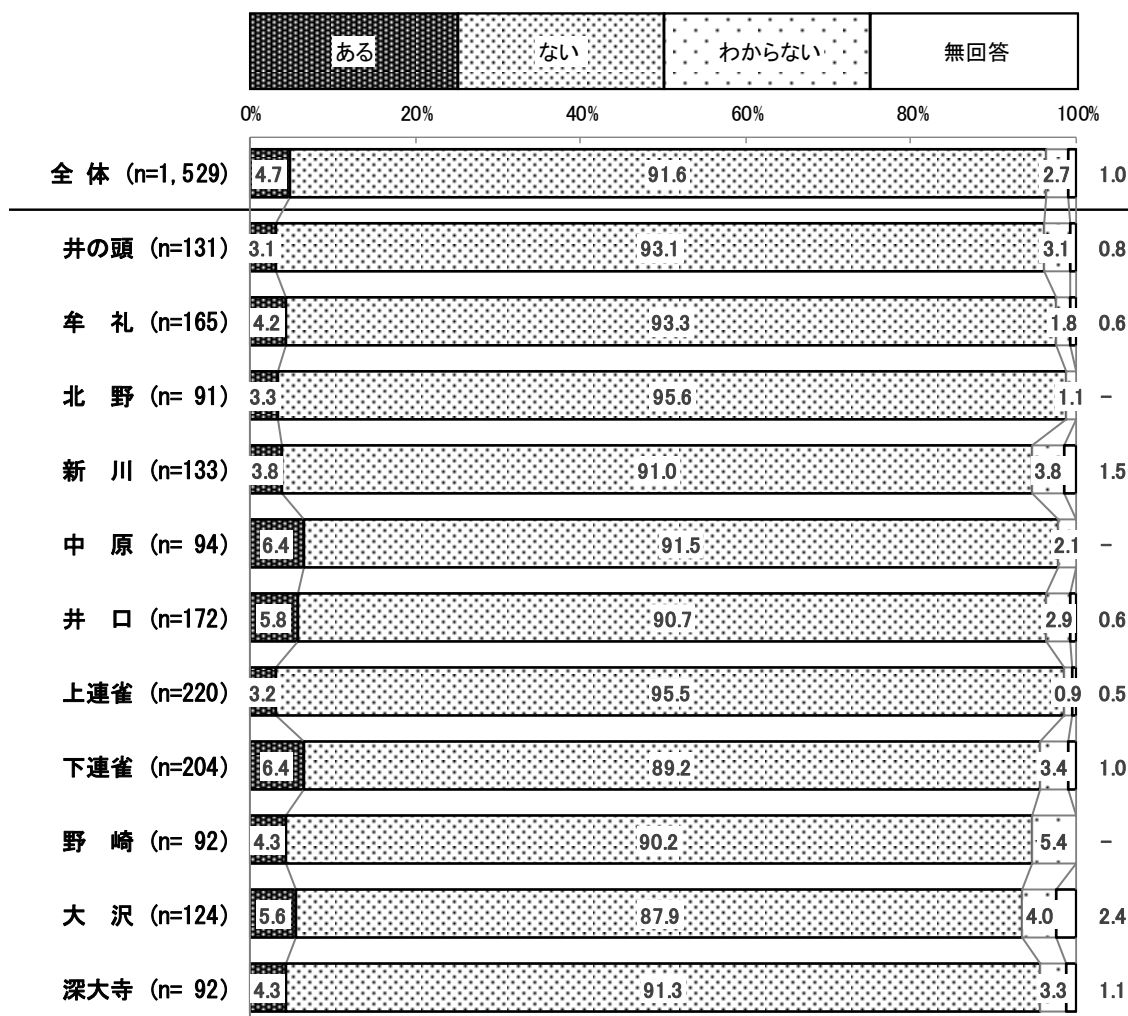 ある ない わからない 無回答
0% 20% 40% 60% 80% 100%
全 体 (n=1,529) 4.7 91.6 2.7 1.0
井の頭 (n=131) 3.1 93.1 3.1 0.8
牟 礼 (n=165) 4.2 93.3 1.8 0.6
北 野 (n= 91) 3.3 95.6 1.1 -
新 川 (n=133) 3.8 91.0 3.8 1.5
中 原 (n= 94) 6.4 91.5 2.1 -
井 口 (n=172) 5.8 90.7 2.9 0.6
上連雀 (n=220) 3.2 95.5 0.9 0.5
下連雀 (n=204) 6.4 89.2 3.4 1.0
野 崎 (n= 92) 4.3 90.2 5.4 -
大 沢 (n=124) 5.6 87.9 4.0 2.4
深大寺 (n= 92) 4.3 91.3 3.3 1.1